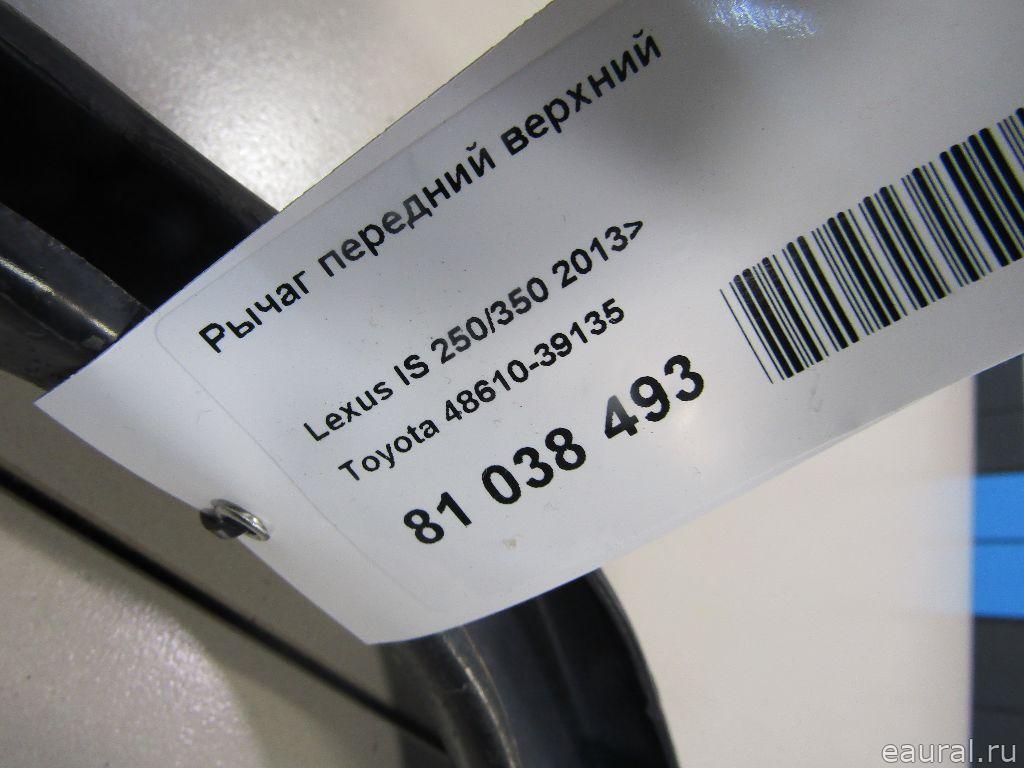 Рычаг передний верхний
Lexus IS 250/350 2013>
Toyota 48610-39135
81 038 493
eaural.ru